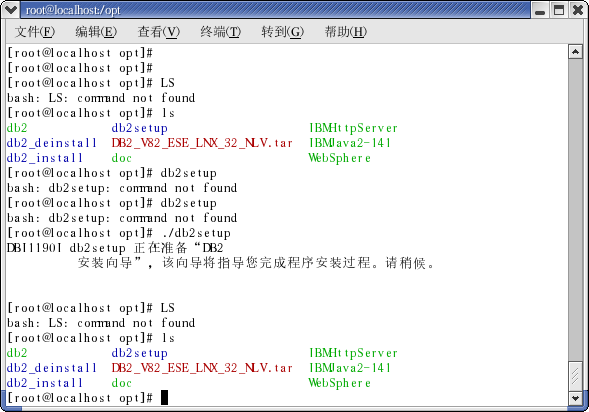 root@localhost:/opt
文件(F) 编辑(E) 查看(V) 终端(T) 转到(G) 帮助(H)
[root@localhost opt]#
[root@localhost opt]#
[root@localhost opt]# LS
bash: LS: command not found
[root@localhost opt]# ls
db2 db2setup IBMHttpServer
db2_deinstall DB2_V82_ESE_LNX_32_NLV.tar IBMJava2-141
db2_install doc WebSphere
[root@localhost opt]# db2setup
bash: db2setup: command not found
[root@localhost opt]# db2setup
bash: db2setup: command not found
[root@localhost opt]# ./db2setup
DBI1190I db2setup 正在准备“DB2
安装向导”，该向导将指导您完成程序安装过程。请稍候。
[root@localhost opt]# LS
bash: LS: command not found
[root@localhost opt]# ls
db2 db2setup IBMHttpServer
db2_deinstall DB2_V82_ESE_LNX_32_NLV.tar IBMJava2-141
db2_install doc WebSphere
[root@localhost opt]#